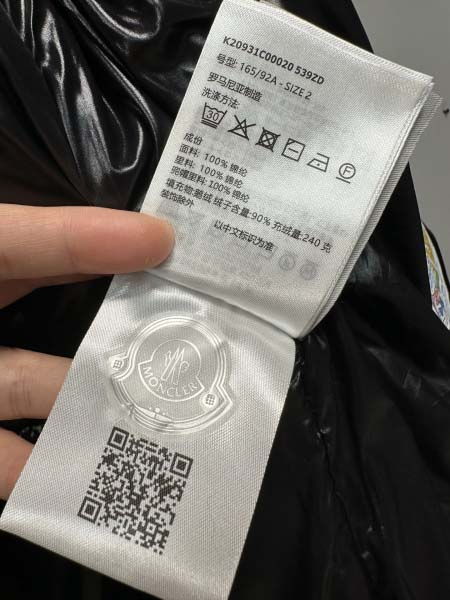 K20931C00020 539ZD
号型: 165/92A - SIZE 2
罗马尼亚制造
洗涤方法:
30
F
成份
面料: 100% 锦纶
里料: 100% 锦纶
兜帽里料: 100% 锦纶
填充物: 鹅绒 绒子含量:90% 充绒量:240 克
装饰除外
以中文标识为准
MONCLER